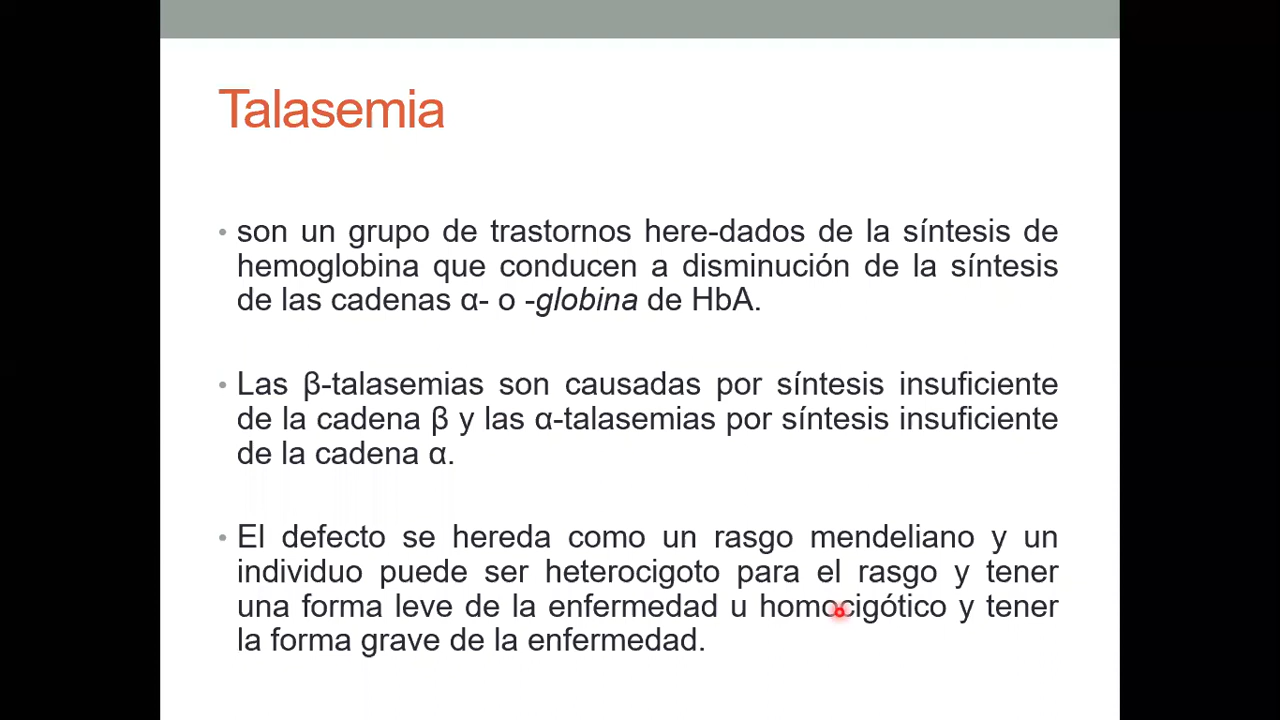 Talasemia
• son un grupo de trastornos here-dados de la síntesis de
hemoglobina que conducen a disminución de la síntesis
de las cadenas α- o -globina de HbA.
• Las β-talasemias son causadas por síntesis insuficiente
de la cadena β y las α-talasemias por síntesis insuficiente
de la cadena α.
• El defecto se hereda como un rasgo mendeliano y un
individuo puede ser heterocigoto para el rasgo y tener
una forma leve de la enfermedad u homocigótico y tener
la forma grave de la enfermedad.